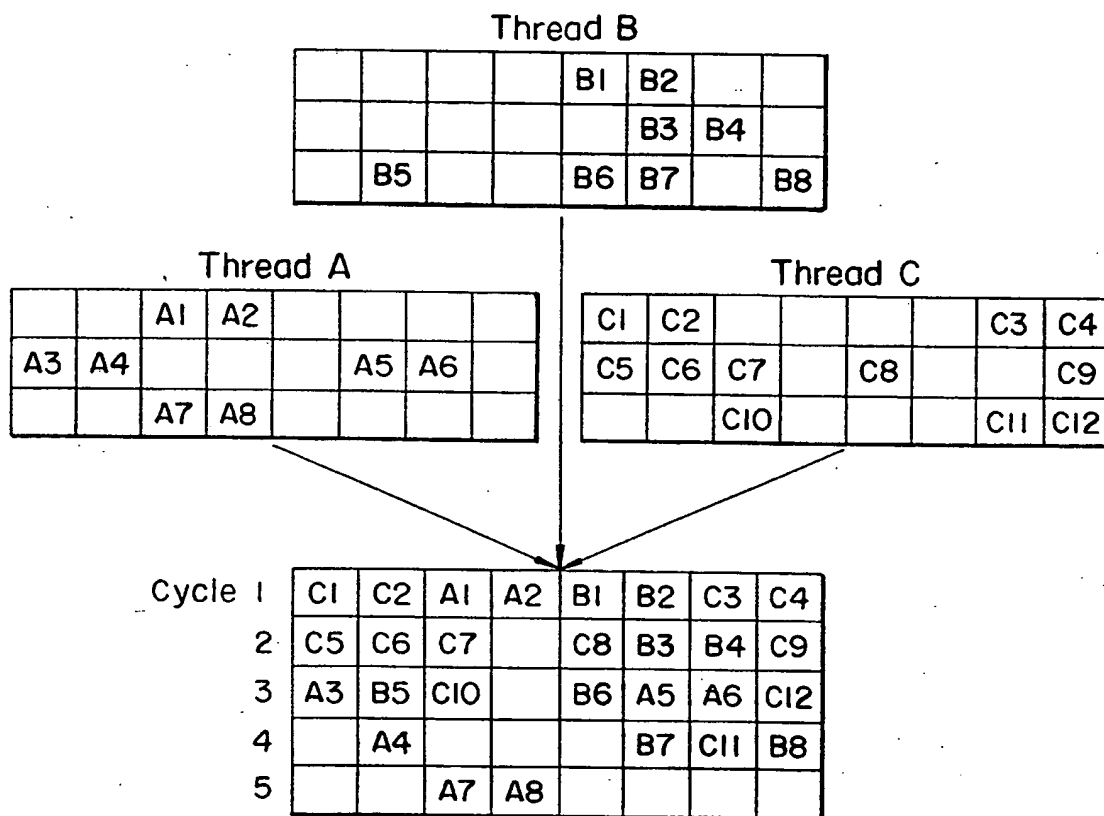 Thread B
B1 B2
B3 B4
B5 B6 B7 B8
Thread A
A1 A2
A3 A4 A5 A6
A7 A8
Thread C
C1 C2 C3 C4
C5 C6 C7 C8 C9
C10 C11 C12
Cycle 1 C1 C2 A1 A2 B1 B2 C3 C4
2 C5 C6 C7 C8 B3 B4 C9
3 A3 B5 C10 B6 A5 A6 C12
4 A4 B7 C11 B8
5 A7 A8